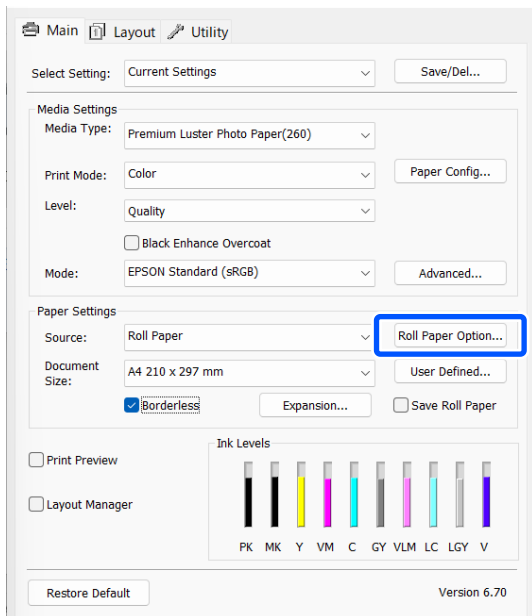 Main Layout Utility
Select Setting: Current Settings Save/Del...
Media Settings
Media Type: Premium Luster Photo Paper(260)
Print Mode: Color Paper Config...
Level: Quality
Black Enhance Overcoat
Mode: EPSON Standard (sRGB) Advanced...
Paper Settings
Source: Roll Paper Roll Paper Option...
Document
Size: A4 210 x 297 mm User Defined...
Borderless Expansion... Save Roll Paper
Ink Levels
Print Preview
Layout Manager
PK MK Y VM C GY VLM LC LGY V
Restore Default Version 6.70